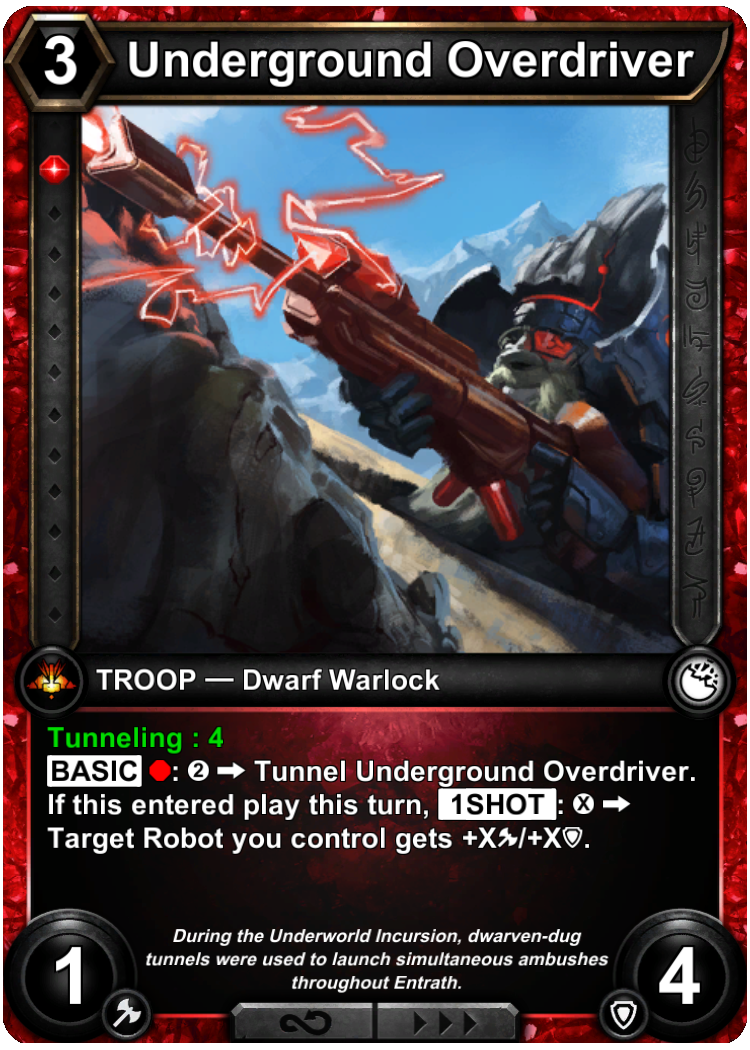 3 Underground Overdriver
TROOP — Dwarf Warlock
Tunneling : 4
BASIC : 2 → Tunnel Underground Overdriver.
If this entered play this turn, 1SHOT : X →
Target Robot you control gets +X/+X.
During the Underworld Incursion, dwarven-dug
tunnels were used to launch simultaneous ambushes
throughout Entrath.
1
4